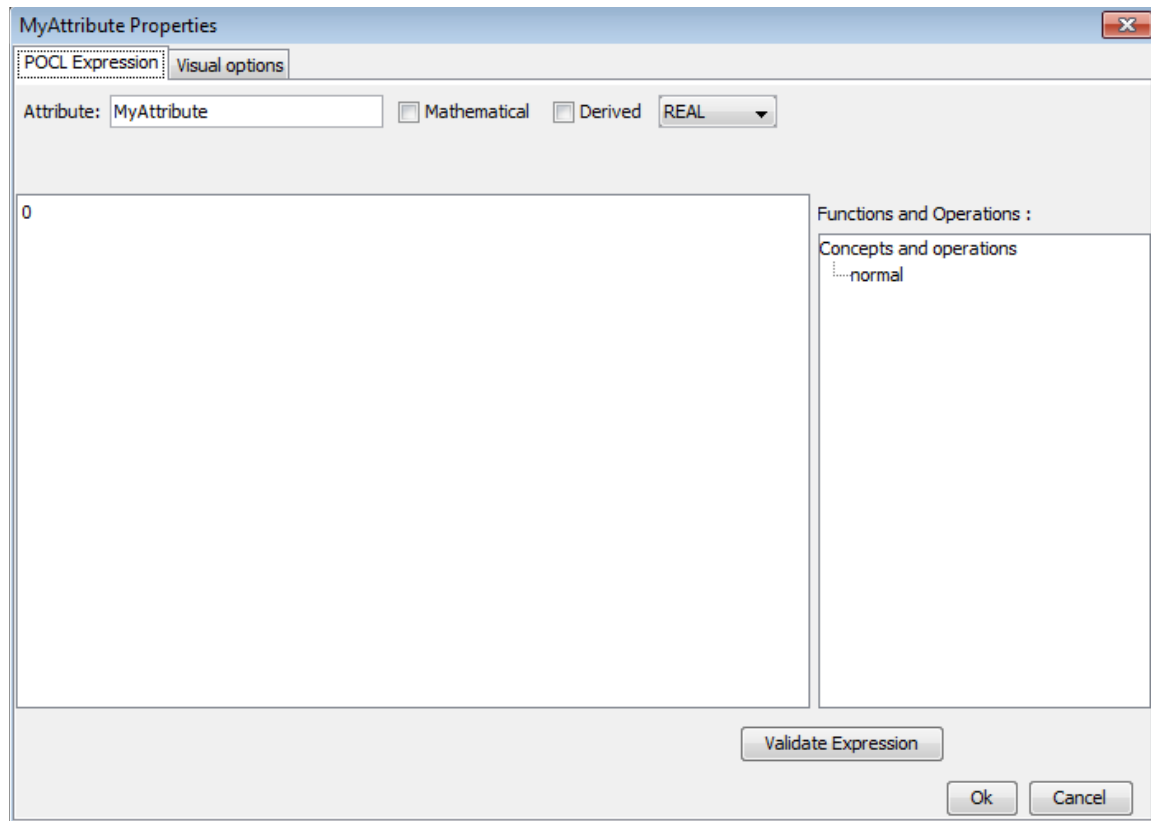 MyAttribute Properties
POCL Expression Visual options
Attribute: MyAttribute Mathematical Derived REAL
0
Functions and Operations :
Concepts and operations
normal
Validate Expression
Ok Cancel